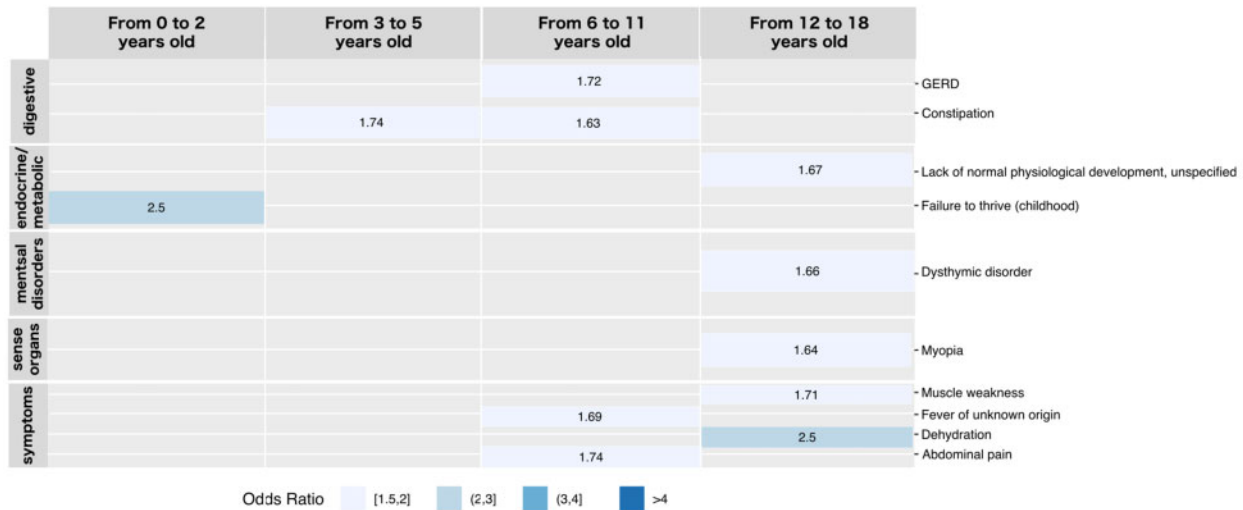 From 0 to 2
years old
From 3 to 5
years old
From 6 to 11
years old
From 12 to 18
years old
digestive
1.72
GERD
1.74
1.63
Constipation
endocrine/
metabolic
1.67
Lack of normal physiological development, unspecified
2.5
Failure to thrive (childhood)
mentsal
disorders
1.66
Dysthymic disorder
sense
organs
1.64
Myopia
symptoms
1.71
Muscle weakness
1.69
Fever of unknown origin
2.5
Dehydration
1.74
Abdominal pain
Odds Ratio [1.5,2] (2,3] (3,4] >4